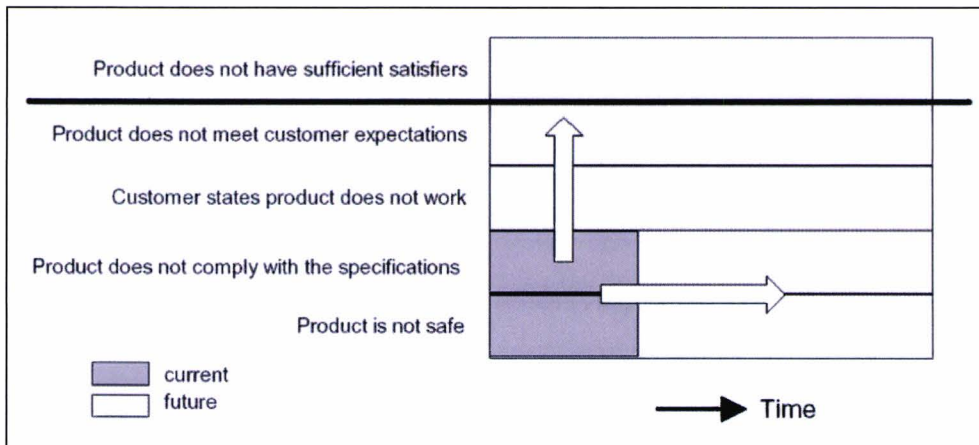 Product does not have sufficient satisfiers
Product does not meet customer expectations
Customer states product does not work
Product does not comply with the specifications
Product is not safe
current
future
Time